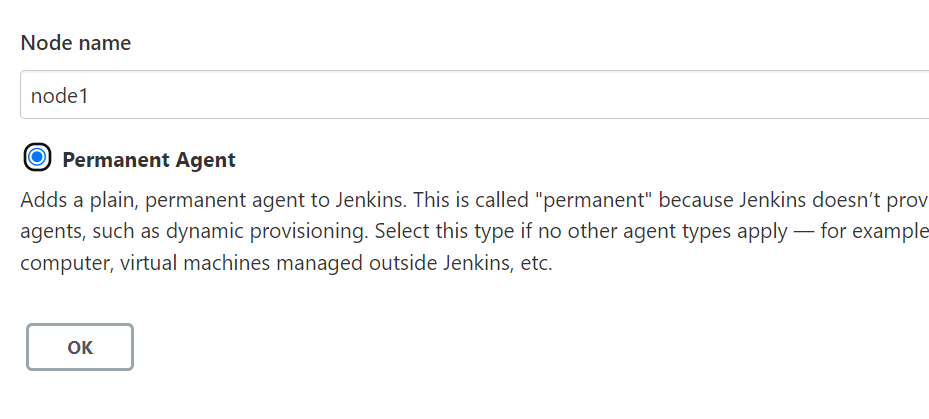 Node name
node1
Permanent Agent
Adds a plain, permanent agent to Jenkins. This is called "permanent" because Jenkins doesn’t prov
agents, such as dynamic provisioning. Select this type if no other agent types apply — for example
computer, virtual machines managed outside Jenkins, etc.
OK